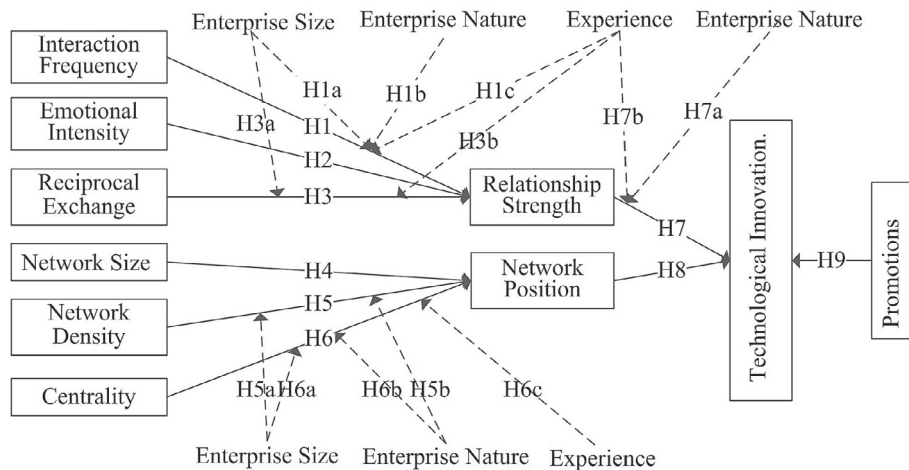 Enterprise Size
Enterprise Nature
Experience
Enterprise Nature
Interaction
Frequency
Emotional
Intensity
Reciprocal
Exchange
Network Size
Network
Density
Centrality
H1a
H1b
H1c
H3a
H1
H3b
H7b
H7a
H2
H3
H4
H5
H6
H5a
H6a
H6b
H5b
H6c
Relationship
Strength
Network
Position
H7
H8
Technological Innovation.
H9
Promotions
Enterprise Size
Enterprise Nature
Experience